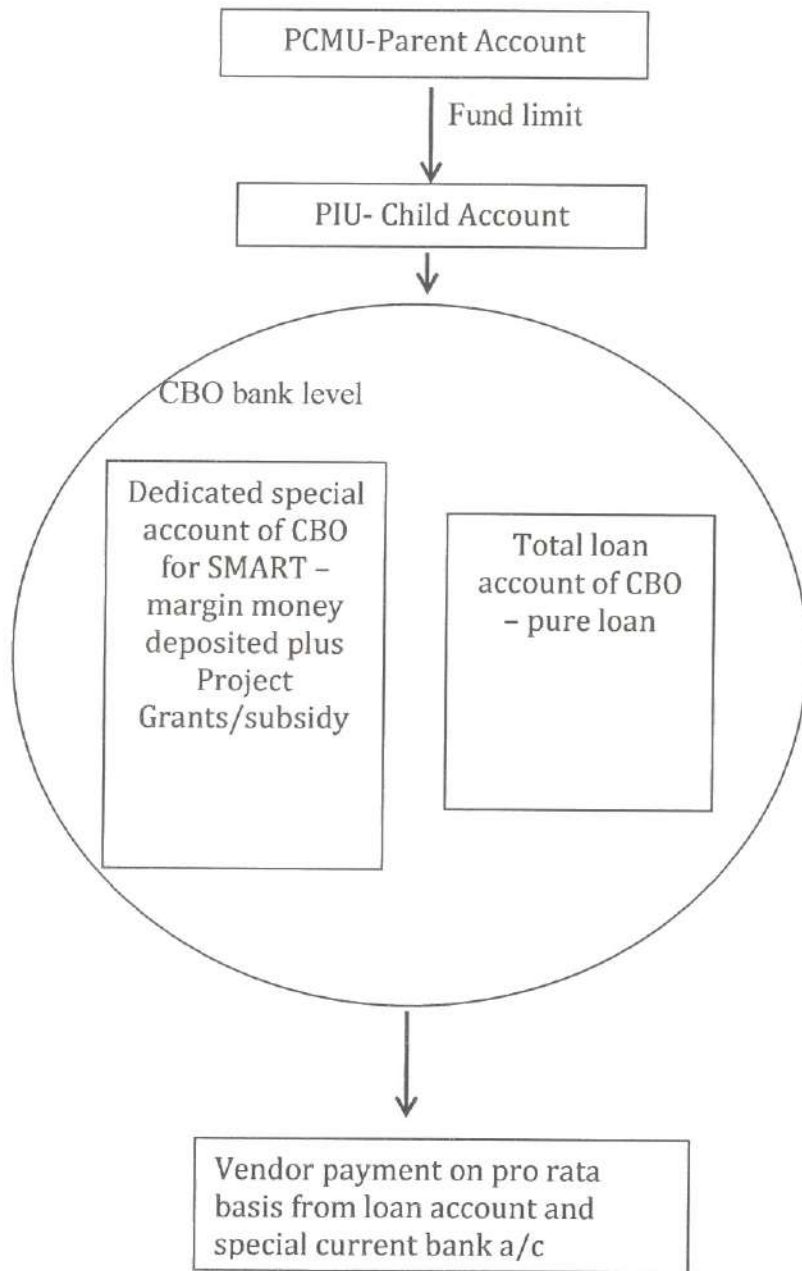 PCMU-Parent Account
Fund limit
PIU- Child Account
CBO bank level
Dedicated special
account of CBO
for SMART –
margin money
deposited plus
Project
Grants/subsidy
Total loan
account of CBO
– pure loan
Vendor payment on pro rata
basis from loan account and
special current bank a/c